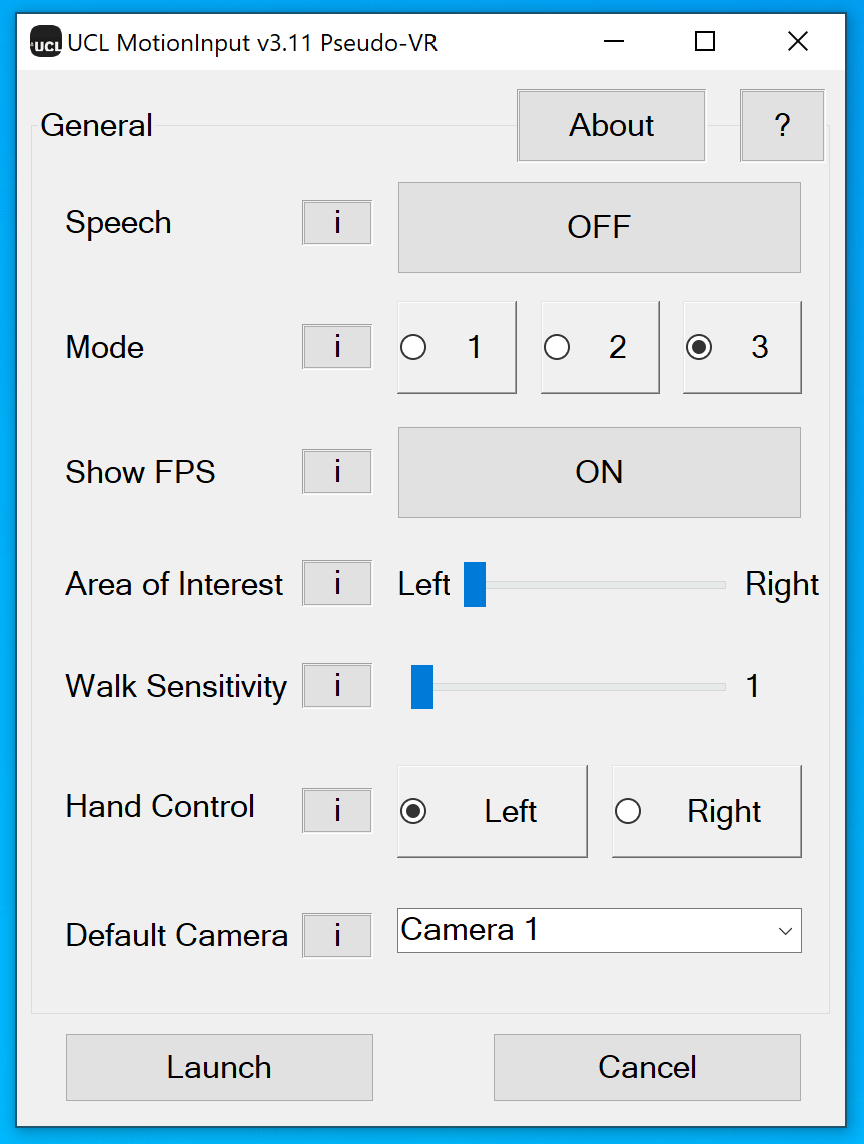 UCL UCL MotionInput v3.11 Pseudo-VR
General About ?
Speech i OFF
Mode i 1 2 3
Show FPS i ON
Area of Interest i Left Right
Walk Sensitivity i 1
Hand Control i Left Right
Default Camera i Camera 1
Launch Cancel